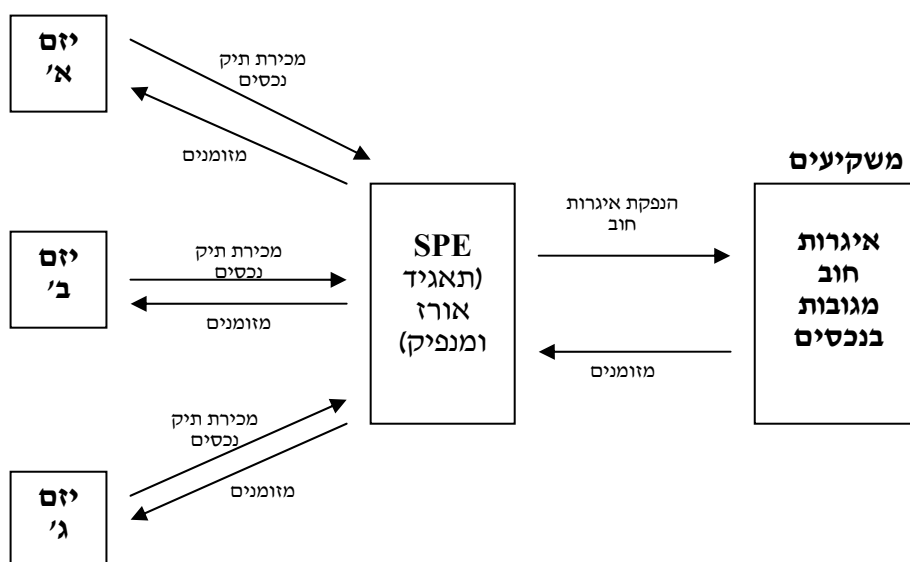 יזם
א'
מכירת תיק
נכסים
מזומנים
יזם
ב'
מכירת תיק
נכסים
מזומנים
יזם
ג'
מכירת תיק
נכסים
מזומנים
SPE
(תאגיד
אורז
ומנפיק)
הנפקת איגרות
חוב
מזומנים
משקיעים
איגרות
חוב
מגובות
בנכסים